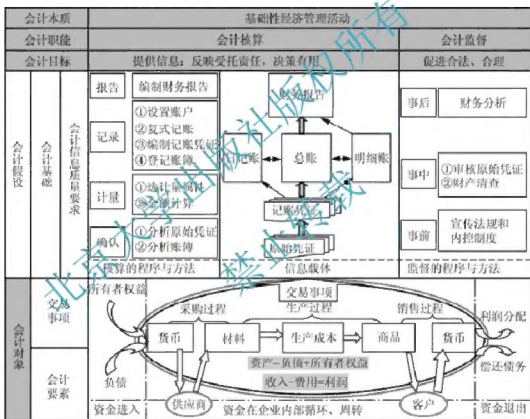 会计本质 基础性经济管理活动
会计职能 会计核算 会计监督
会计目标 提供信息：反映受托责任，决策有用 促进合法、合理
会计假设
会计基础
会计信息质量要求
报告 编制财务报告
记录 ①设置账户
②复式记账
③编制记账凭证
④登记账簿
计量 ①选计量属性
②金额计算
确认 ①分析原始凭证
②分析账簿
核算的程序与方法
财务报告
日记账 总账 明细账
记账凭证
原始凭证
信息载体
事后 财务分析
事中 ①审核原始凭证
②财产清查
事前 宣传法规和
内控制度
监督的程序与方法
会计对象
交易
事项
会计
要素
所有者权益 交易事项 利润分配
采购过程 生产过程 销售过程
货币 材料 生产成本 商品 货币
资产=负债+所有者权益
收入-费用=利润
负债 供应商 客户 偿还债务
资金进入 资金在企业内部循环、周转 资金退出
北京大学出版社版权所有
禁止转载